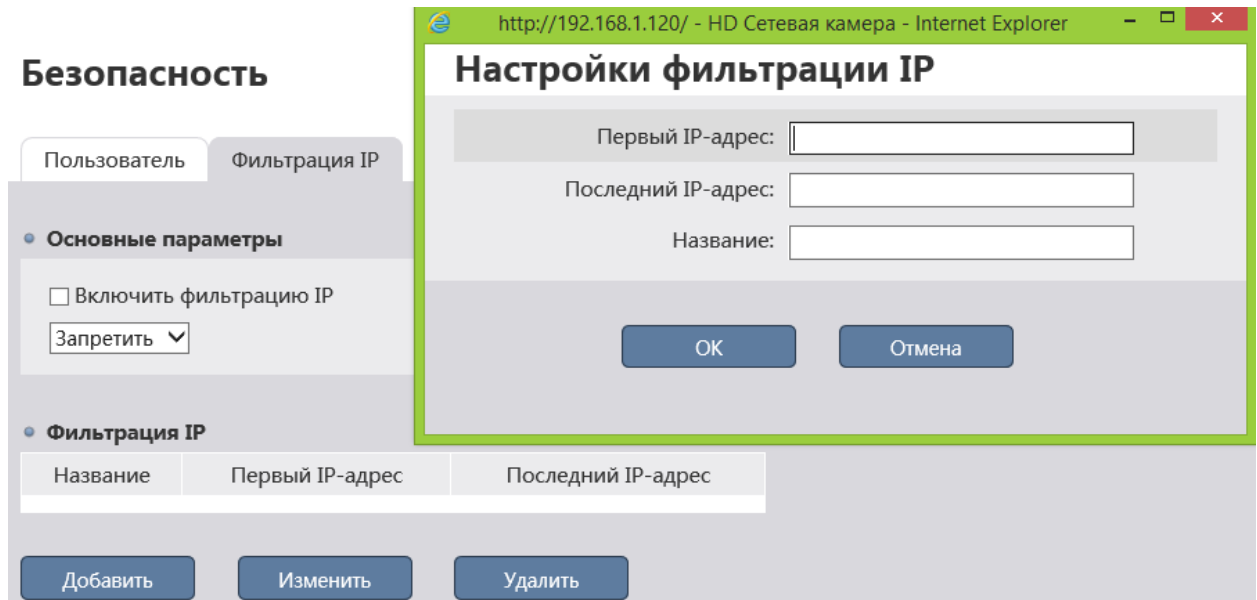 http://192.168.1.120/ - HD Сетевая камера - Internet Explorer
Безопасность
Настройки фильтрации IP
Пользователь
Фильтрация IP
Первый IP-адрес:
Последний IP-адрес:
Название:
OK
Отмена
Основные параметры
Включить фильтрацию IP
Запретить
Фильтрация IP
Название Первый IP-адрес Последний IP-адрес
Добавить
Изменить
Удалить